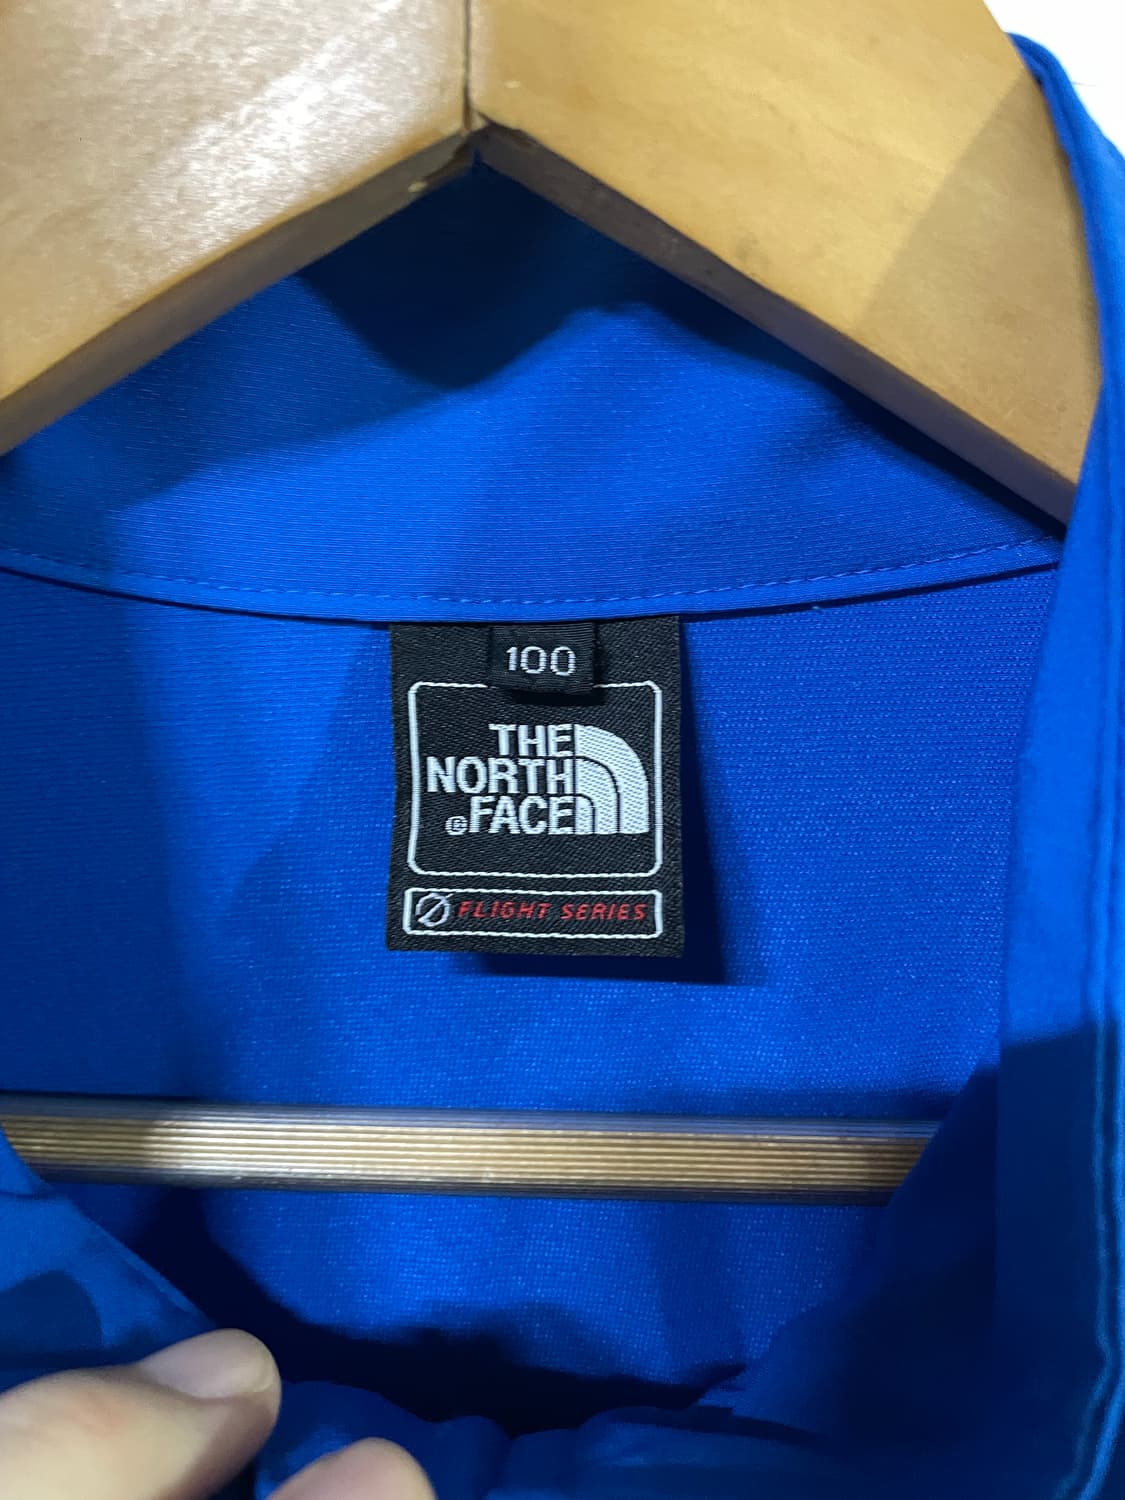 100
THE
NORTH
FACE
FLIGHT SERIES